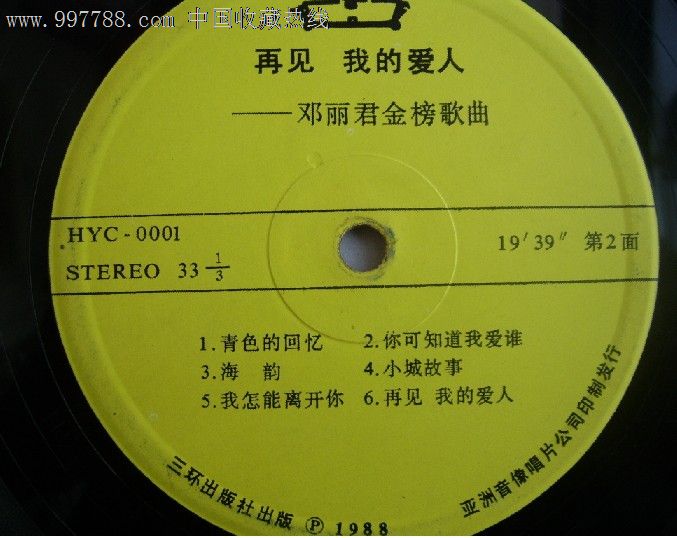 www.997788.com 中国收藏热线
再见 我的爱人
——邓丽君金榜歌曲
HYC-0001
STEREO 33 1/3
19′39″ 第2面
1.青色的回忆 2.你可知道我爱谁
3.海 韵 4.小城故事
5.我怎能离开你 6.再见 我的爱人
三环出版社出版 Ⓟ 1988 亚洲音像唱片公司印制发行